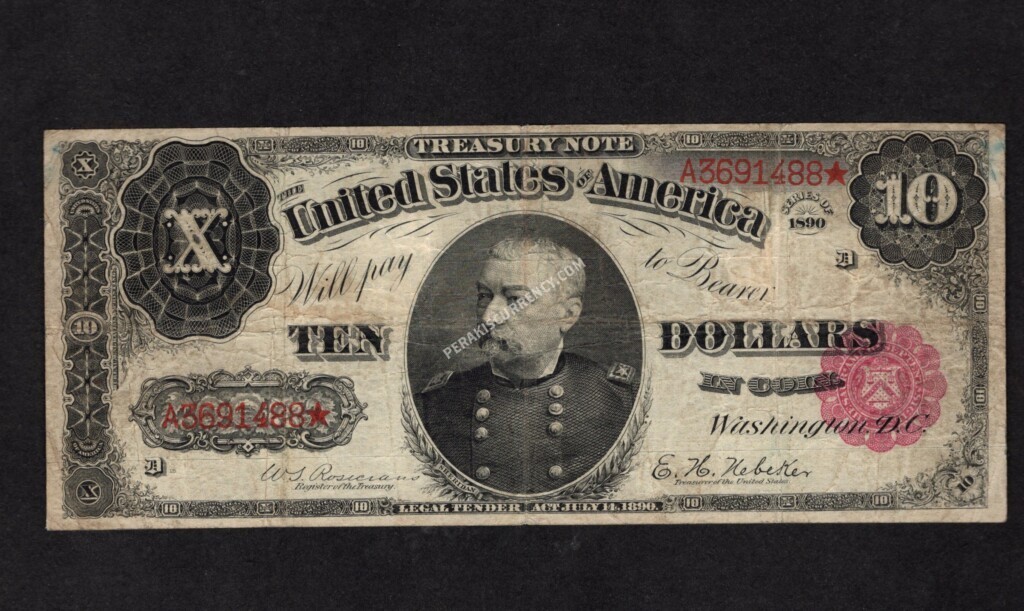 TREASURY NOTE
THE United States OF America
A3691488★
SERIES OF
1890
X
10
Will pay to Bearer
B
TEN DOLLARS
IN COIN
A3691488★
Washington D.C.
B
W.S. Rosecrans
Register of the Treasury.
E. H. Nebeker
Treasurer of the United States.
SHERIDAN
LEGAL TENDER ACT JULY 14, 1890.
X
10
X
10
PERAKISCURRENCY.COM